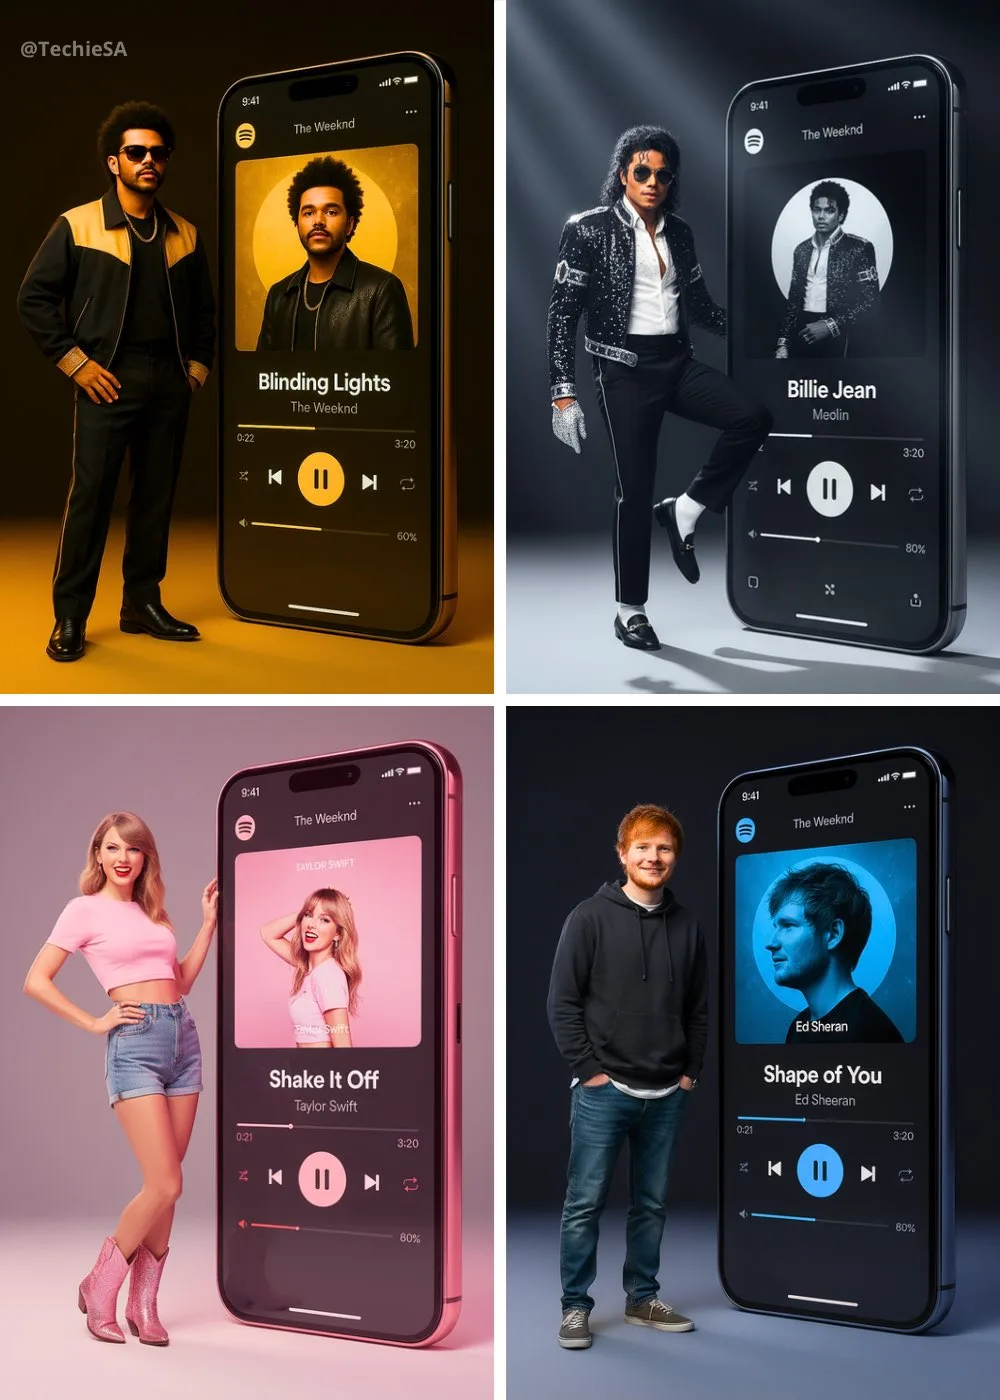 @TechieSA
9:41
The Weeknd
Blinding Lights
The Weeknd
0:22 3:20
60%
9:41
The Weeknd
Billie Jean
Meolin
3:20
80%
9:41
The Weeknd
TAYLOR SWIFT
Taylor Swift
Shake It Off
Taylor Swift
0:21 3:20
80%
9:41
The Weeknd
Ed Sheran
Shape of You
Ed Sheeran
0:21 3:20
60%